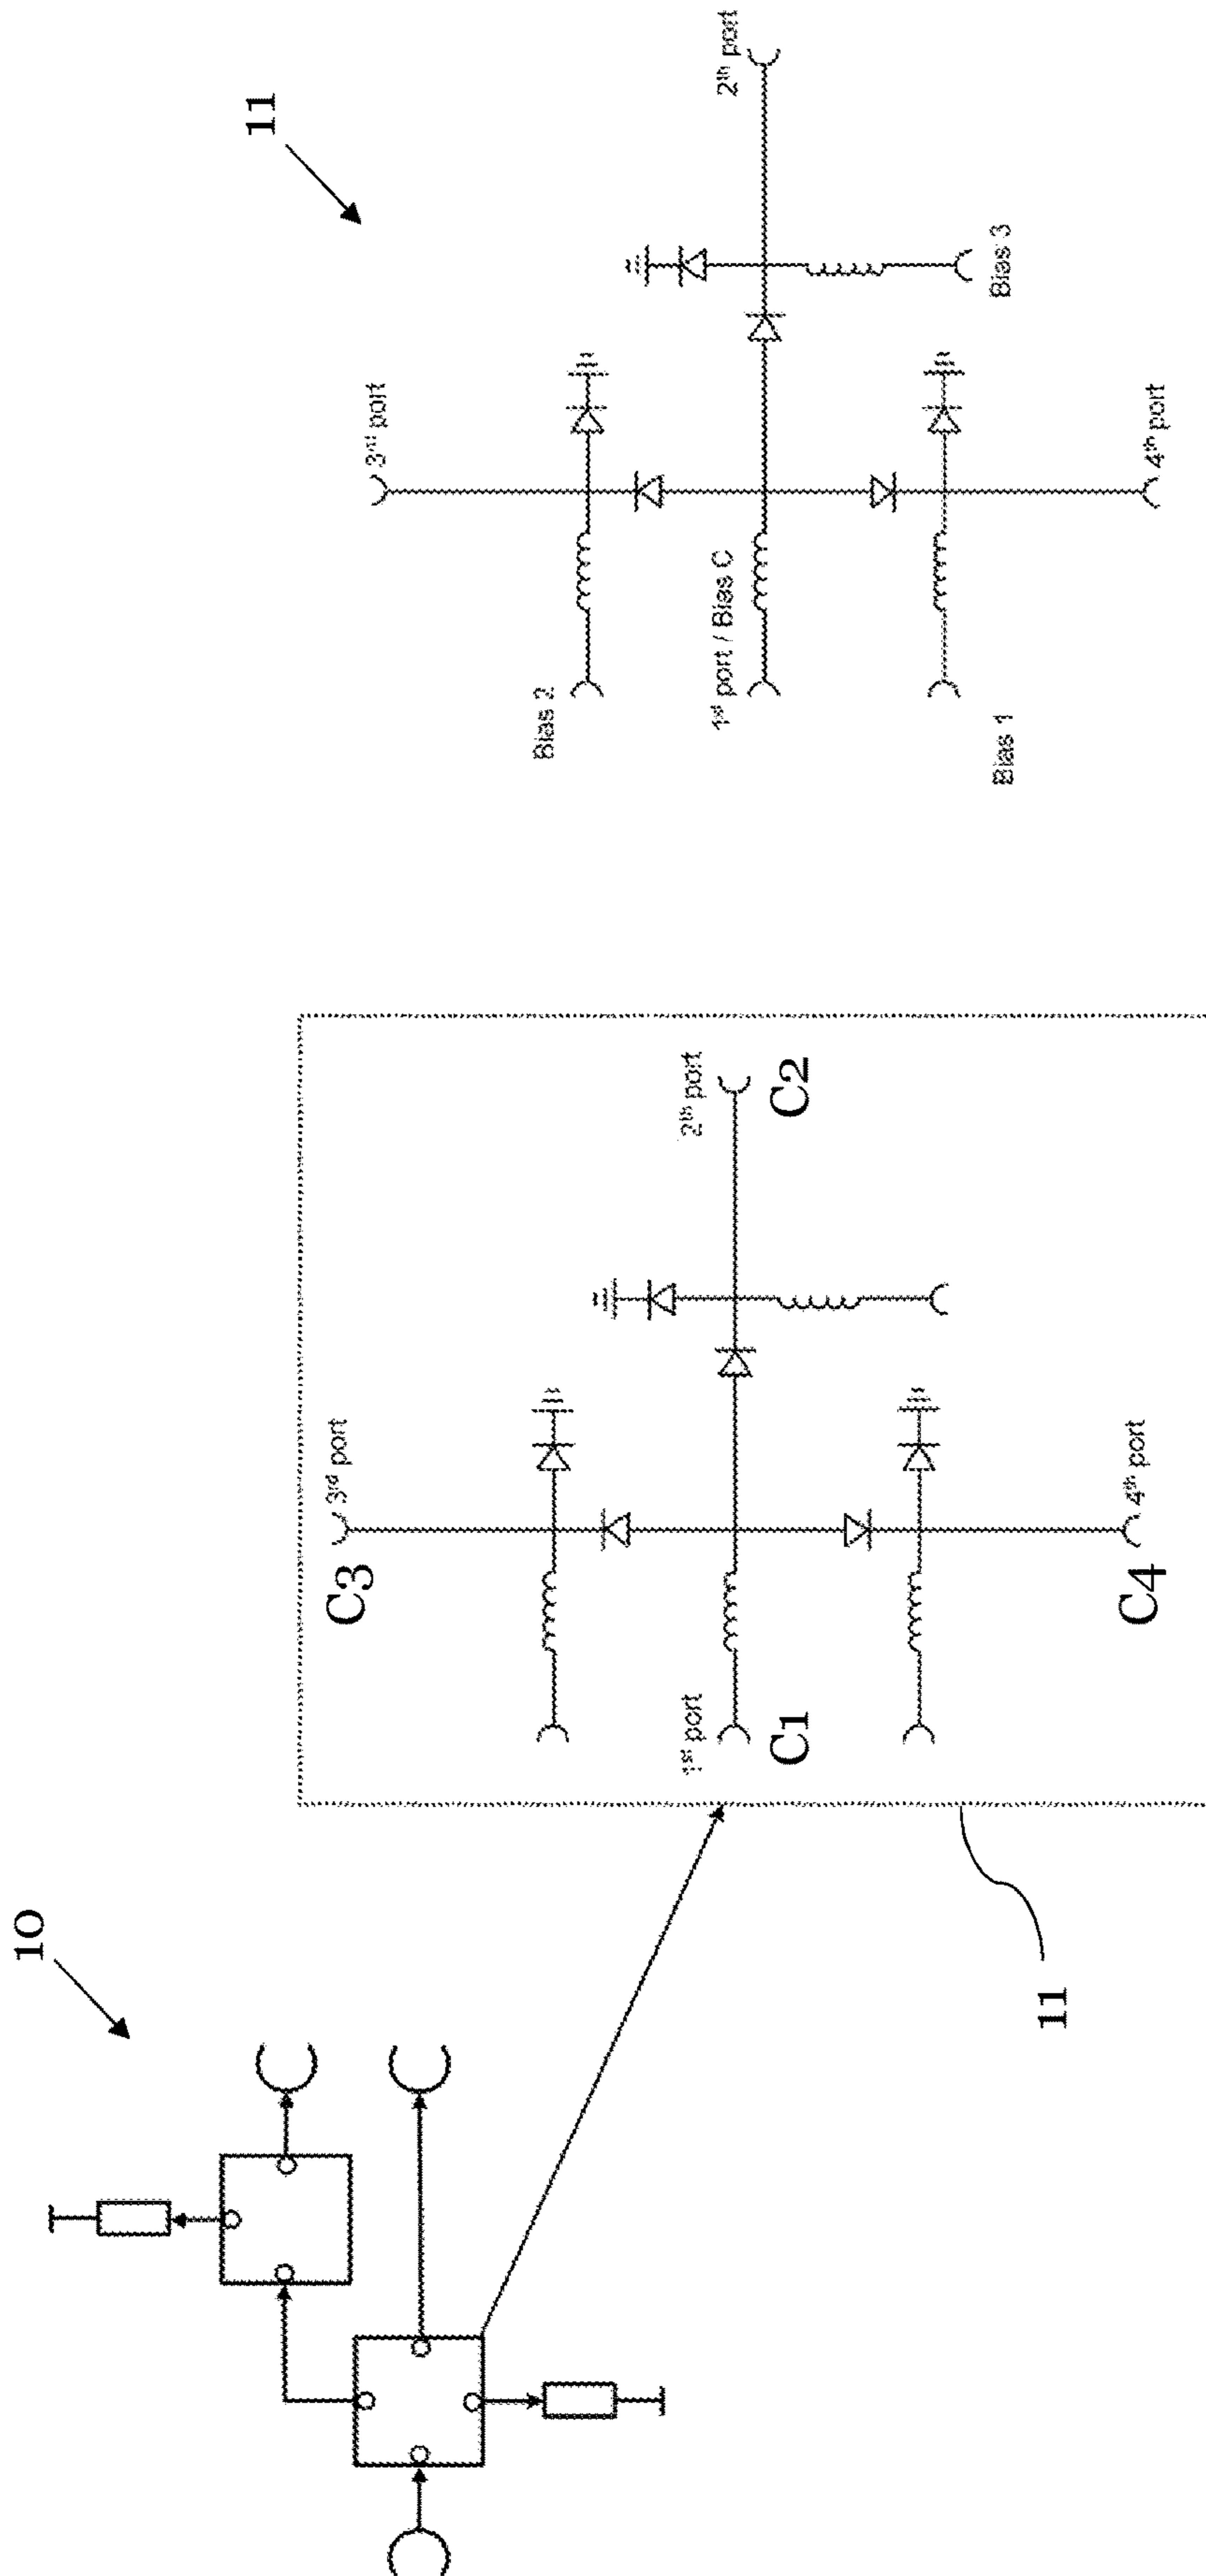 10
11
3rd port
C3
2th port
C2
1st port
C1
4th port
C4
11
3rd port
2th port
Bias 2
1st port / Bias C
Bias 3
Bias 1
4th port